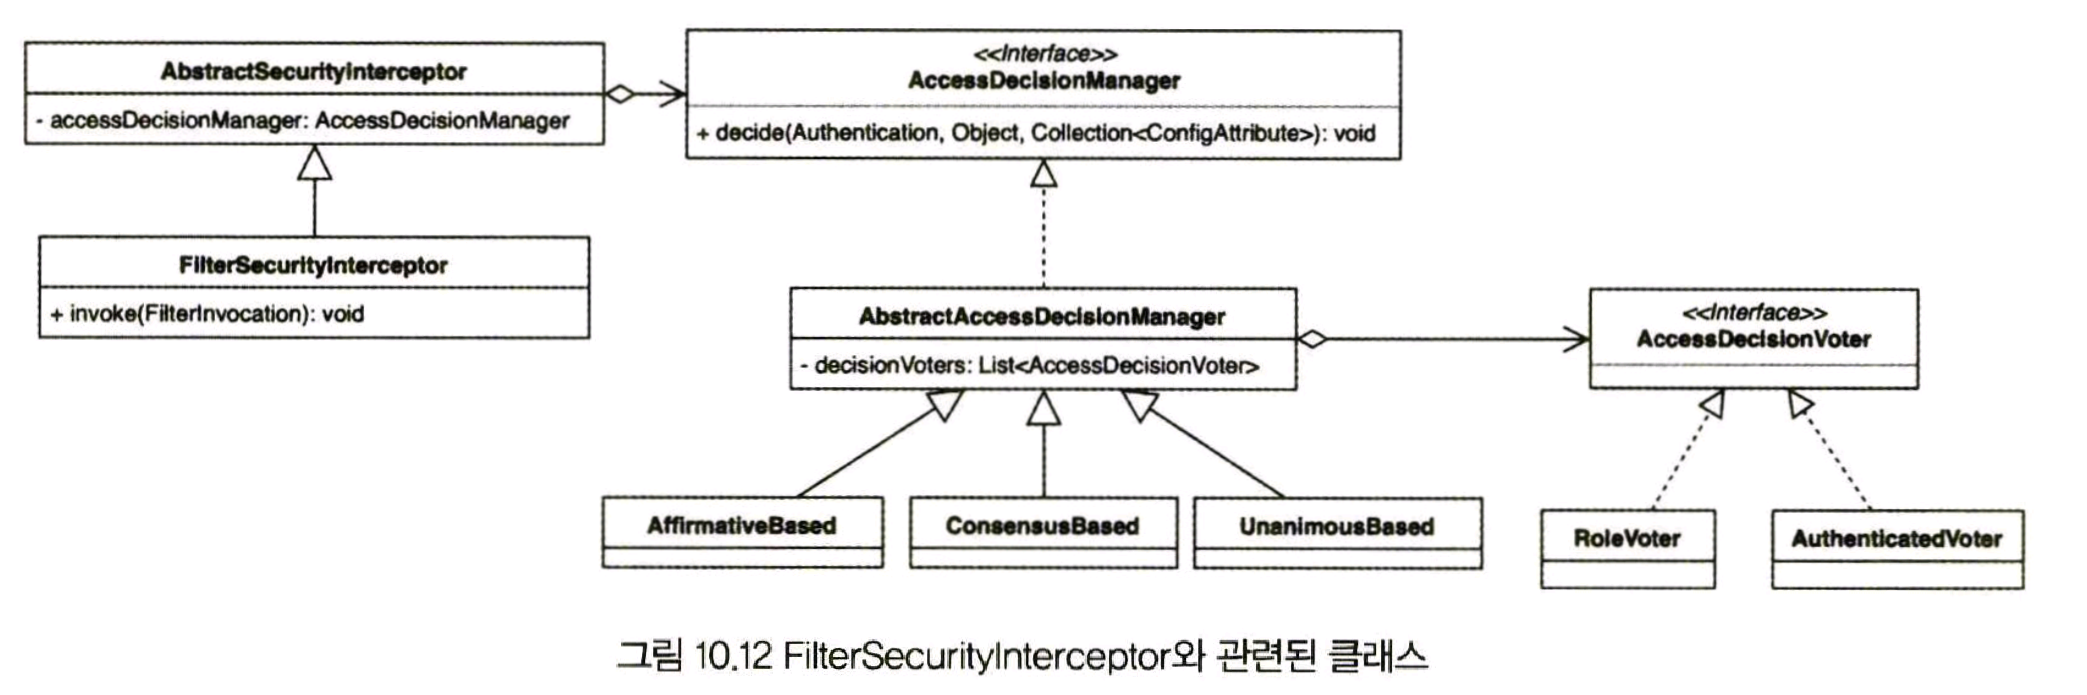 AbstractSecurityInterceptor
- accessDecisionManager: AccessDecisionManager
<<Interface>>
AccessDecisionManager
+ decide(Authentication, Object, Collection<ConfigAttribute>): void
FilterSecurityInterceptor
+ invoke(FilterInvocation): void
AbstractAccessDecisionManager
- decisionVoters: List<AccessDecisionVoter>
<<Interface>>
AccessDecisionVoter
AffirmativeBased
ConsensusBased
UnanimousBased
RoleVoter
AuthenticatedVoter
그림 10.12 FilterSecurityInterceptor와 관련된 클래스